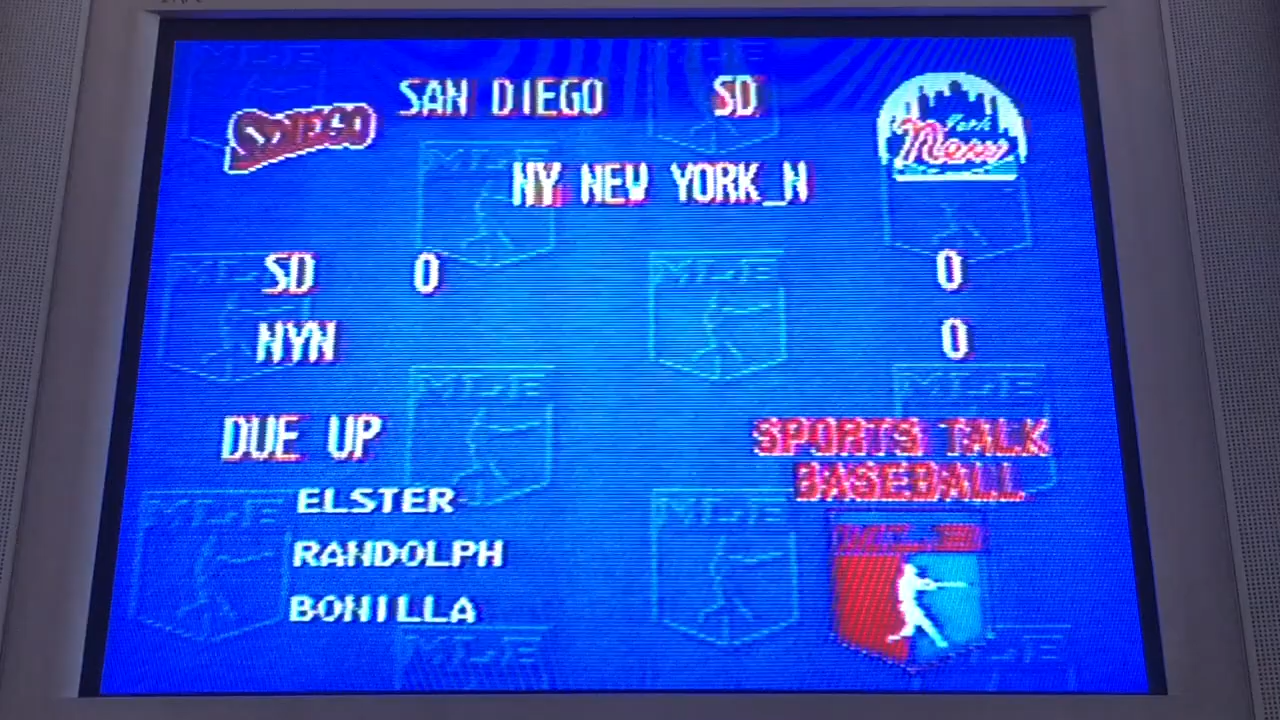 SAN DIEGO SD
NY NEW YORK_N
SD 0 0
NYN 0
DUE UP
ELSTER
RANDOLPH
BONILLA
SPORTS TALK
BASEBALL